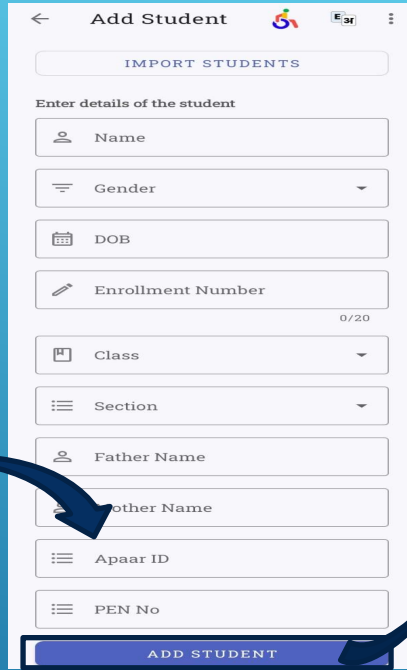 Add Student
IMPORT STUDENTS
Enter details of the student
Name
Gender
DOB
Enrollment Number
0/20
Class
Section
Father Name
other Name
Apaar ID
PEN No
ADD STUDENT